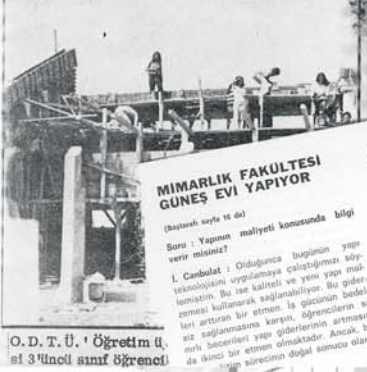 MIMARLIK FAKÜLTESİ
GÜNEŞ EVİ YAPIYOR
(Baştarafı sayfa 16 da)
Soru : Yapının maliyeti konusunda bilgi
verir misiniz?
I. Canbulat : Olduğunca bugünün yapı
teknolojisini uygulamaya çalıştığımızı söy-
lemiştim. Bu ise kaliteli ve yeni yapı mal-
zemesi kullanarak sağlanabiliyor. Bu gider-
leri arttıran bir etmen. İş gücünün bedel
siz sağlanmasına karşın, öğrencilerin s
nırlı becerileri yapı giderlerinin artması
da ikinci bir etmen olmaktadır. Ancak, b
sürecinin doğal sonucu olar
O.D.T.Ü.' Öğretim ü
si 3'üncü sınıf öğrenci